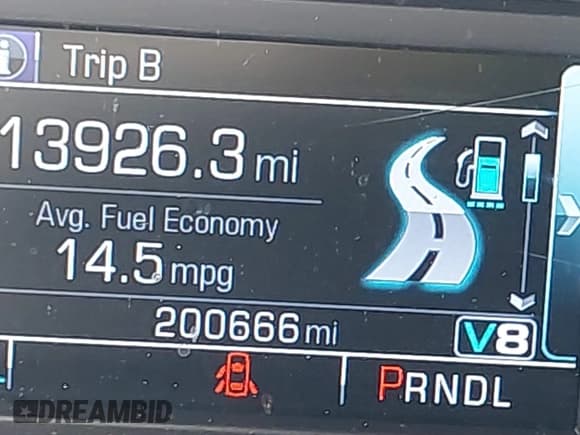 Trip B
13926.3 mi
Avg. Fuel Economy
14.5 mpg
200666 mi
V8
PRNDL
DREAMBID